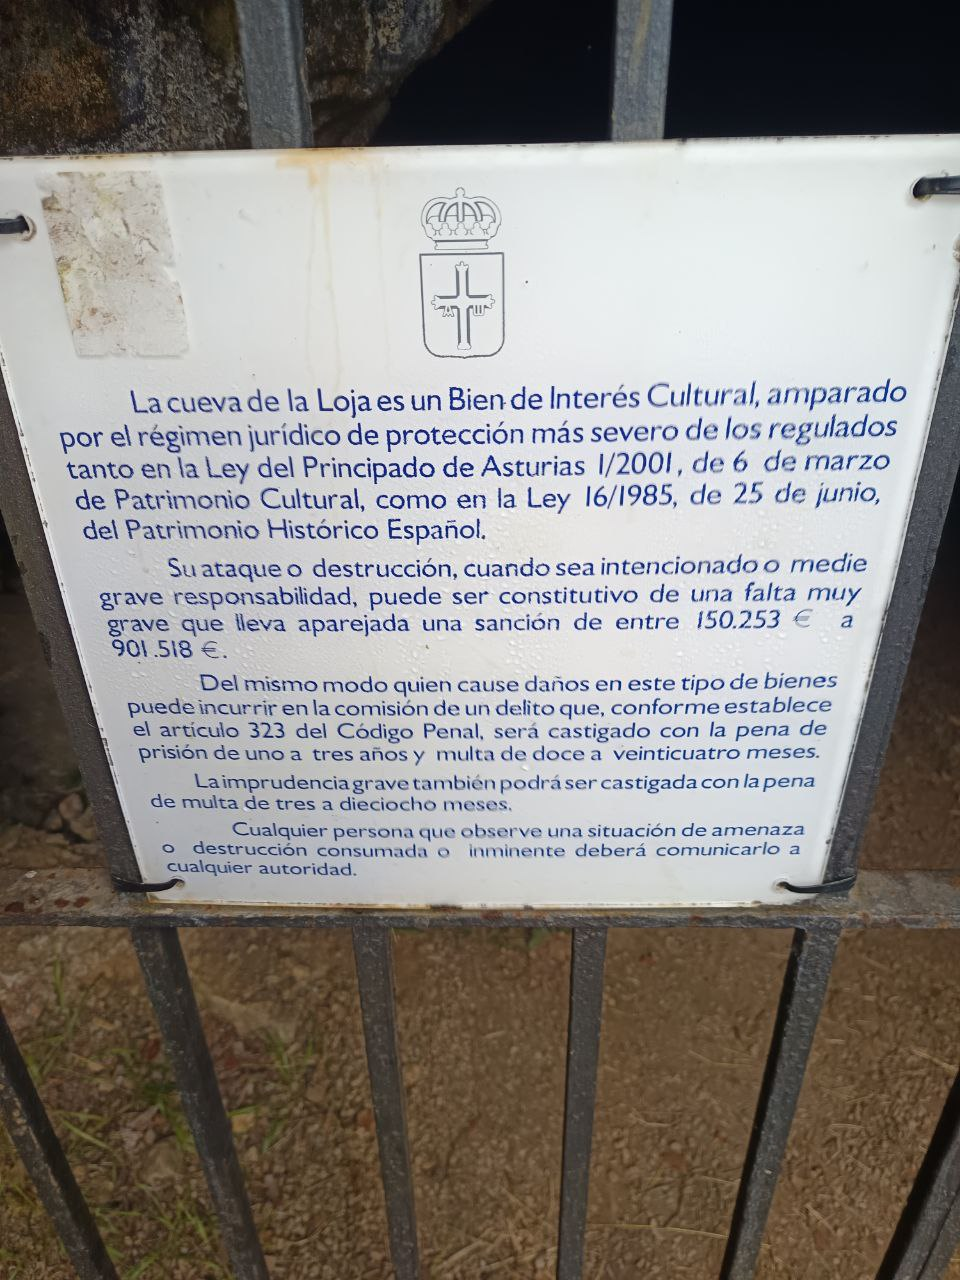 La cueva de la Loja es un Bien de Interés Cultural, amparado
por el régimen jurídico de protección más severo de los regulados
tanto en la Ley del Principado de Asturias 1/2001, de 6 de marzo
de Patrimonio Cultural, como en la Ley 16/1985, de 25 de junio,
del Patrimonio Histórico Español.
Su ataque o destrucción, cuando sea intencionado o medie
grave responsabilidad, puede ser constitutivo de una falta muy
grave que lleva aparejada una sanción de entre 150.253 € a
901.518 €.
Del mismo modo quien cause daños en este tipo de bienes
puede incurrir en la comisión de un delito que, conforme establece
el artículo 323 del Código Penal, será castigado con la pena de
prisión de uno a tres años y multa de doce a veinticuatro meses.
La imprudencia grave también podrá ser castigada con la pena
de multa de tres a dieciocho meses.
Cualquier persona que observe una situación de amenaza
o destrucción consumada o inminente deberá comunicarlo a
cualquier autoridad.